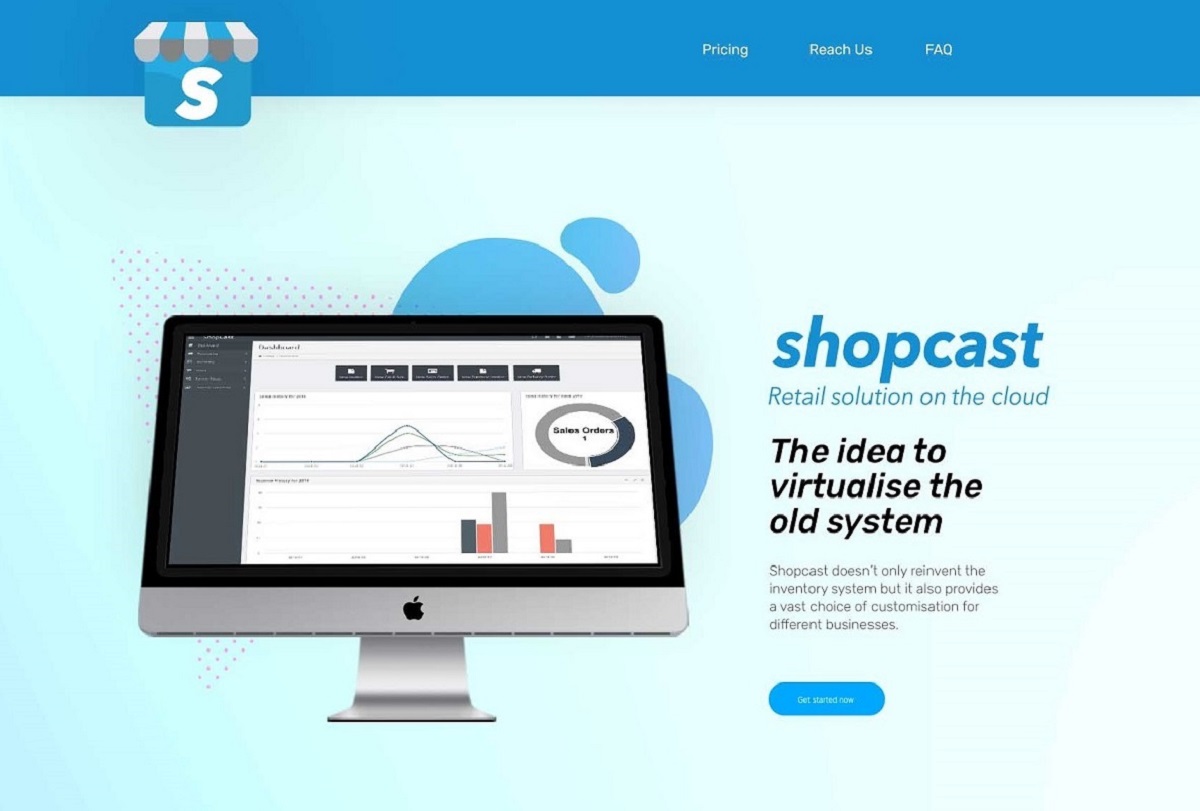 S
Pricing Reach Us FAQ
Dashboard
Sales Orders
1
shopcast
Retail solution on the cloud
The idea to
virtualise the
old system
Shopcast doesn't only reinvent the
inventory system but it also provides
a vast choice of customisation for
different businesses.
Get started now